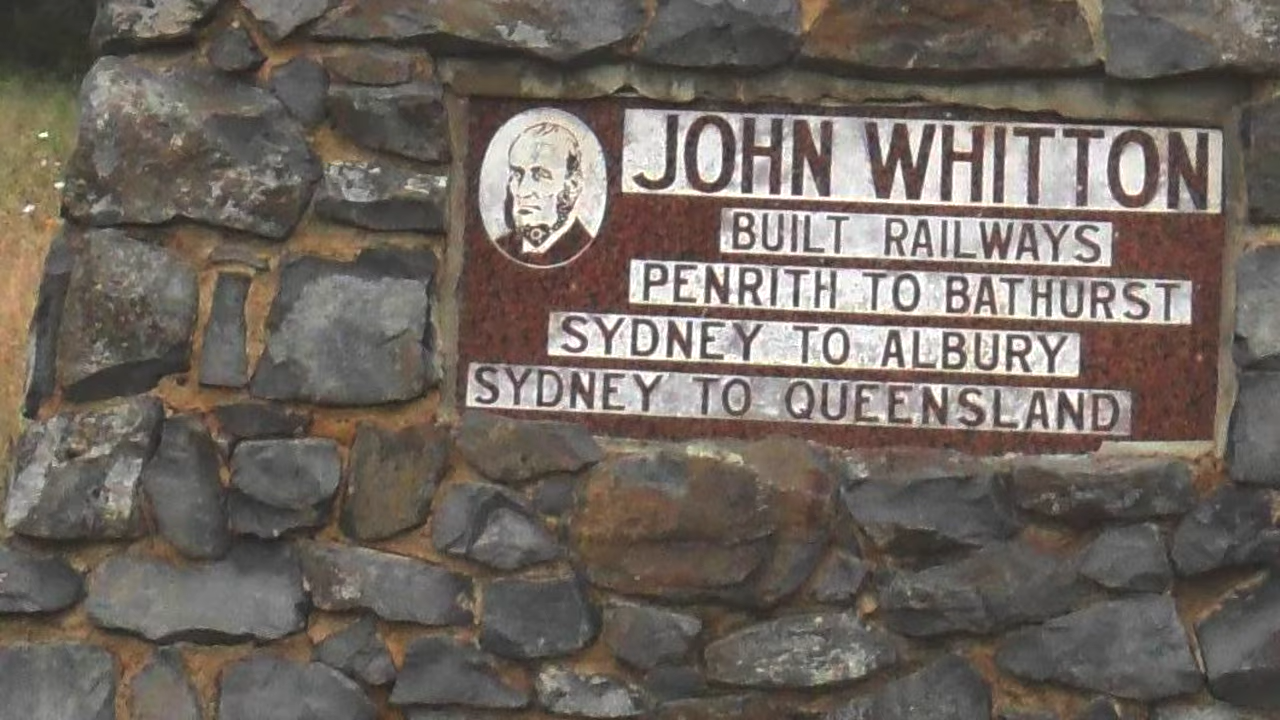 JOHN WHITTON
BUILT RAILWAYS
PENRITH TO BATHURST
SYDNEY TO ALBURY
SYDNEY TO QUEENSLAND